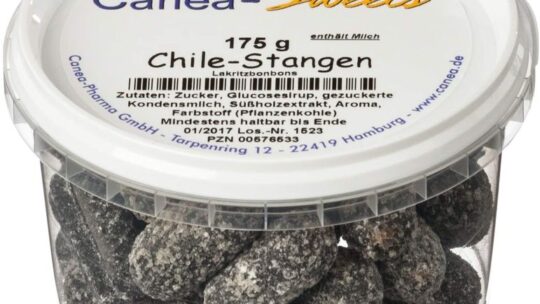 Canea-Sweets
enthält Milch
175 g
Chile-Stangen
Lakritzbonbons
Zutaten: Zucker, Glucosesirup, gezuckerte
Kondensmilch, Süßholzextrakt, Aroma,
Farbstoff (Pflanzenkohle)
Mindestens haltbar bis Ende
01/2017 Los.-Nr. 1523
PZN 00576533
Canea-Pharma GmbH - Tarpenring 12 - 22419 Hamburg - www.canea.de